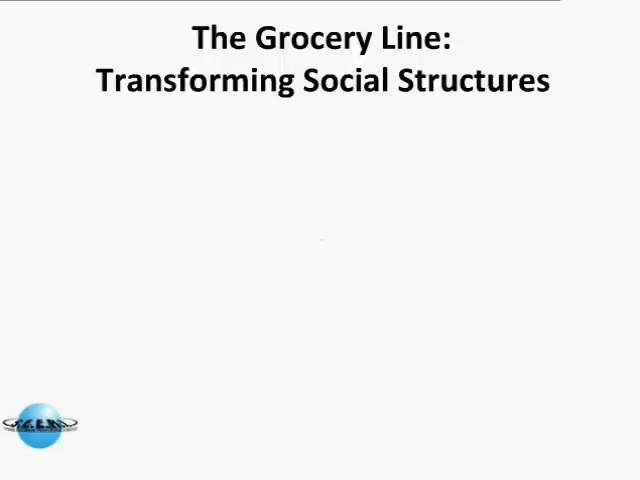 The Grocery Line:
Transforming Social Structures